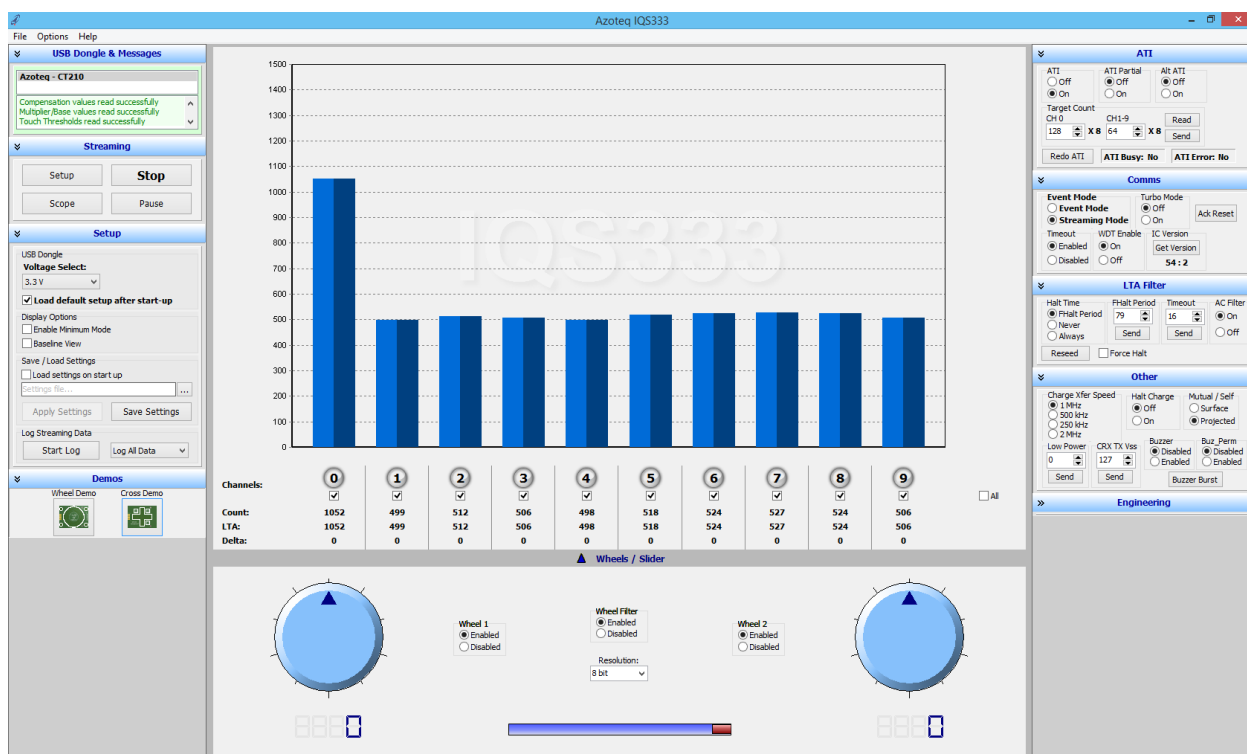 Azoteq IQS333
File Options Help
USB Dongle & Messages
Azoteq - CT210
Compensation values read successfully
Multiplier/Base values read successfully
Touch Thresholds read successfully
Streaming
Setup Stop
Scope Pause
Setup
USB Dongle
Voltage Select:
3.3 V
Load default setup after start-up
Display Options
Enable Minimum Mode
Baseline View
Save / Load Settings
Load settings on start up
Settings file... ...
Apply Settings Save Settings
Log Streaming Data
Start Log Log All Data
Demos
Wheel Demo Cross Demo
1500
1400
1300
1200
1100
1000
900
800
700
600
500
400
300
200
100
0
IQS333
Channels: 0 1 2 3 4 5 6 7 8 9
All
Count: 1052 499 512 506 498 518 524 527 524 506
LTA: 1052 499 512 506 498 518 524 527 524 506
Delta: 0 0 0 0 0 0 0 0 0 0
Wheels / Slider
Wheel 1
Enabled
Disabled
Wheel Filter
Enabled
Disabled
Resolution:
8 bit
Wheel 2
Enabled
Disabled
0 0
ATI
ATI ATI Partial Alt ATI
Off Off Off
On On On
Target Count
CH 0 CH1-9 Read
128 X 8 64 X 8 Send
Redo ATI ATI Busy: No ATI Error: No
Comms
Event Mode Turbo Mode
Event Mode Off Ack Reset
Streaming Mode On
Timeout WDT Enable IC Version
Enabled On Get Version
Disabled Off 54 : 2
LTA Filter
Halt Time FHalt Period Timeout AC Filter
FHalt Period 79 16 On
Never Send Send Off
Always
Reseed Force Halt
Other
Charge Xfer Speed Halt Charge Mutual / Self
1 MHz Off Surface
500 kHz On Projected
250 kHz
2 MHz
Low Power CRX TX Vss Buzzer Buz_Perm
0 127 Disabled Disabled
Enabled Enabled
Send Send Buzzer Burst
Engineering